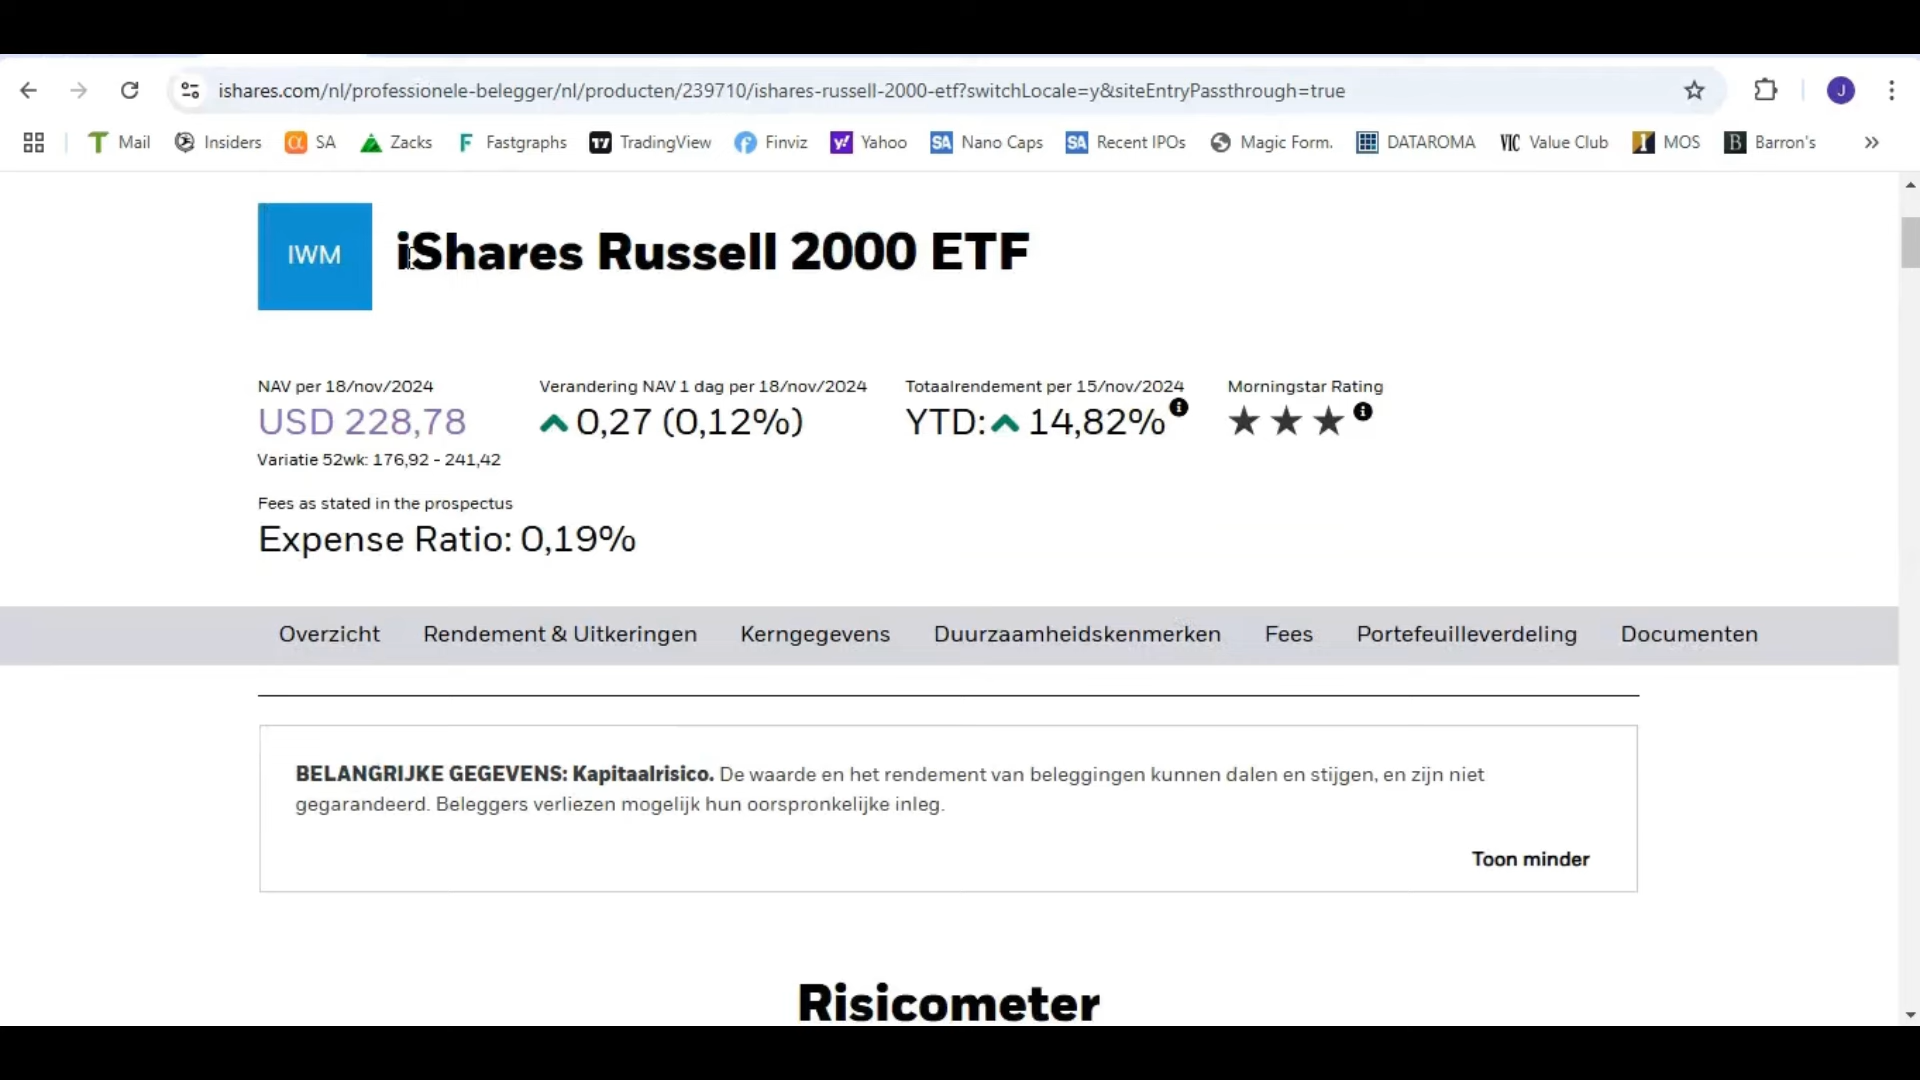 ishares.com/nl/professionele-belegger/nl/producten/239710/ishares-russell-2000-etf?switchLocale=y&siteEntryPassthrough=true
J
Mail Insiders SA Zacks Fastgraphs TradingView Finviz Yahoo Nano Caps Recent IPOs Magic Form. DATAROMA Value Club MOS Barron's
IWM
iShares Russell 2000 ETF
NAV per 18/nov/2024 Verandering NAV 1 dag per 18/nov/2024 Totaalrendement per 15/nov/2024 Morningstar Rating
USD 228,78 0,27 (0,12%) YTD: 14,82%
Variatie 52wk: 176,92 - 241,42
Fees as stated in the prospectus
Expense Ratio: 0,19%
Overzicht Rendement & Uitkeringen Kerngegevens Duurzaamheidskenmerken Fees Portefeuilleverdeling Documenten
BELANGRIJKE GEGEVENS: Kapitaalrisico. De waarde en het rendement van beleggingen kunnen dalen en stijgen, en zijn niet
gegarandeerd. Beleggers verliezen mogelijk hun oorspronkelijke inleg.
Toon minder
Risicometer